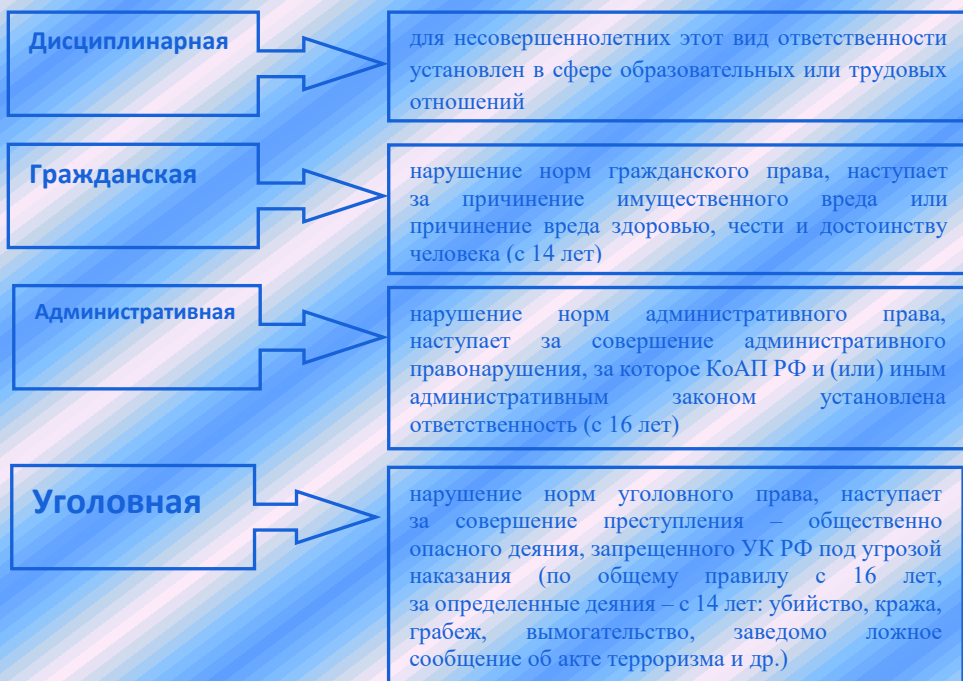 Дисциплинарная
для несовершеннолетних этот вид ответственности
установлен в сфере образовательных или трудовых
отношений
Гражданская
нарушение норм гражданского права, наступает
за причинение имущественного вреда или
причинение вреда здоровью, чести и достоинству
человека (с 14 лет)
Административная
нарушение норм административного права,
наступает за совершение административного
правонарушения, за которое КоАП РФ и (или) иным
административным законом установлена
ответственность (с 16 лет)
Уголовная
нарушение норм уголовного права, наступает
за совершение преступления – общественно
опасного деяния, запрещенного УК РФ под угрозой
наказания (по общему правилу с 16 лет,
за определенные деяния – с 14 лет: убийство, кража,
грабеж, вымогательство, заведомо ложное
сообщение об акте терроризма и др.)